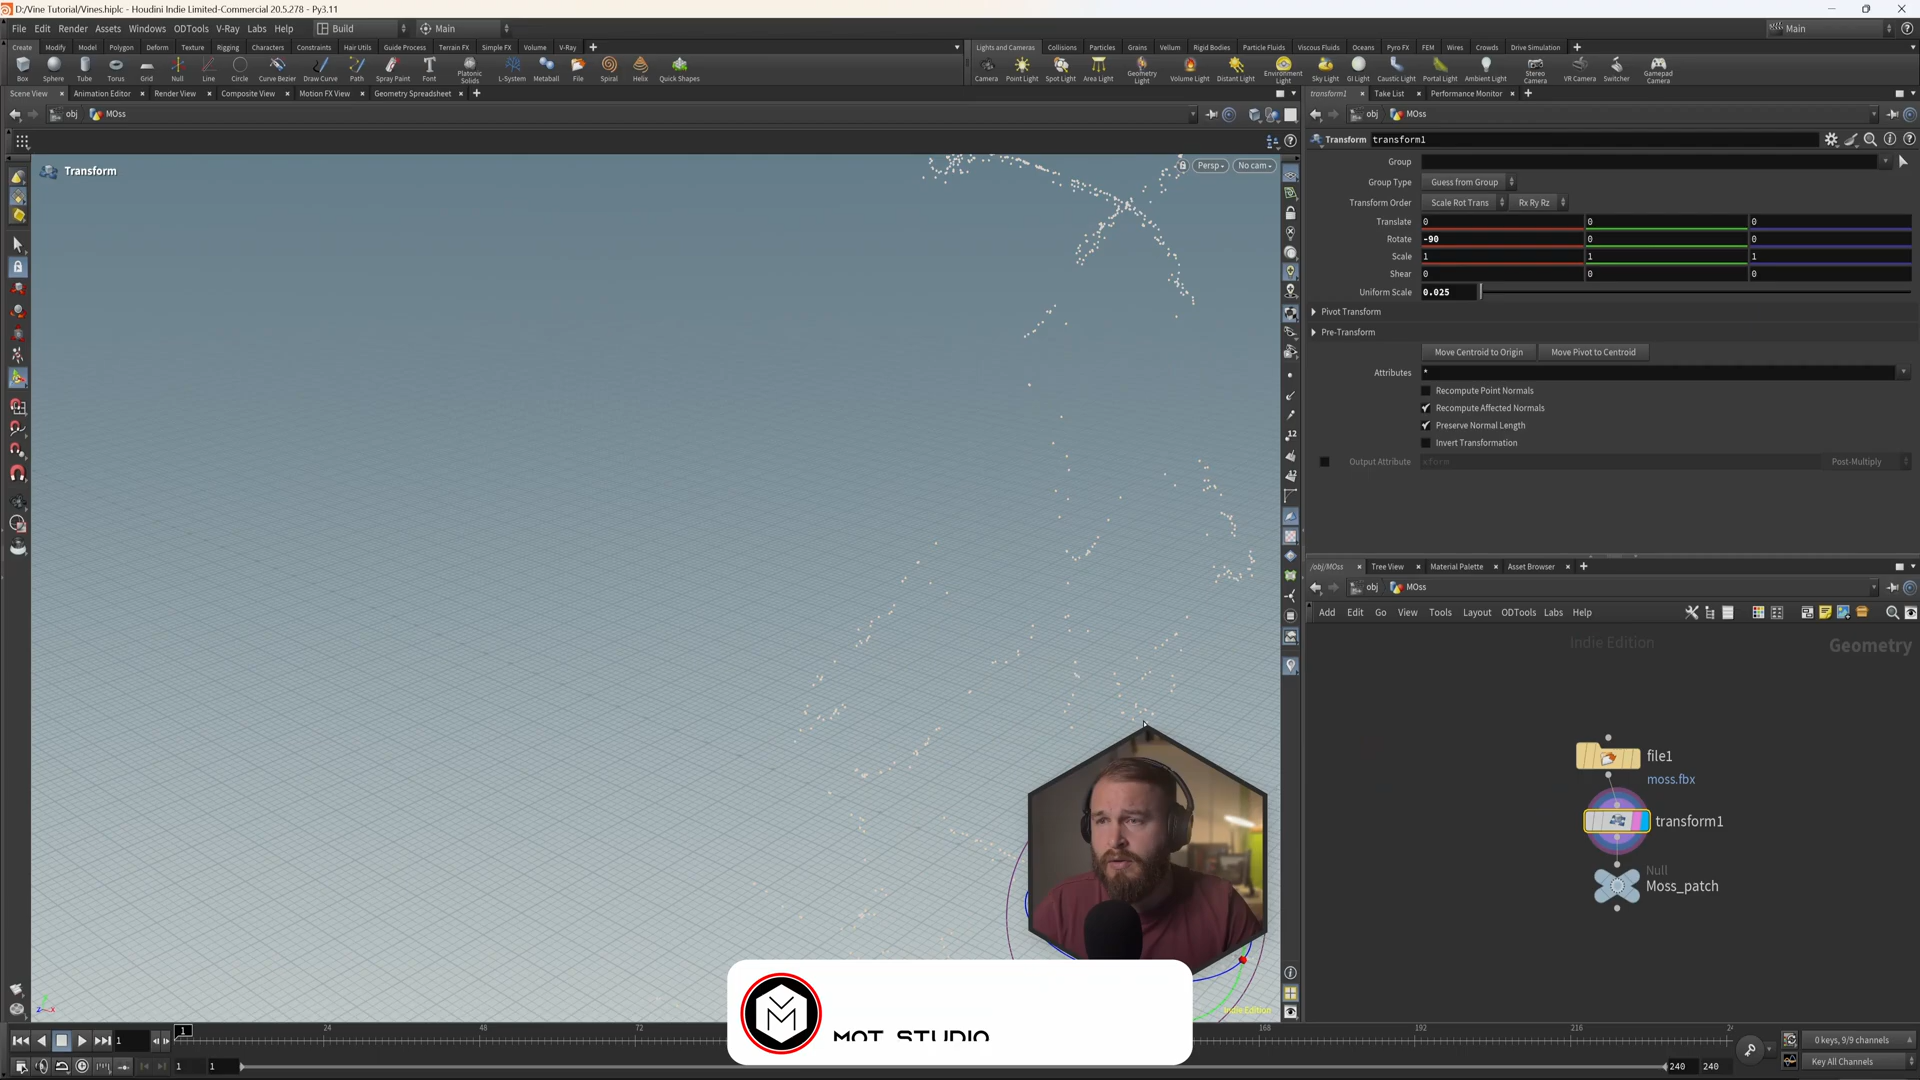 D:/Vine Tutorial/Vines.hiplc - Houdini Indie Limited-Commercial 20.5.278 - Py3.11
File Edit Render Assets Windows ODTools V-Ray Labs Help Build Main Main
Create Modify Model Polygon Deform Texture Rigging Characters Constraints Hair Utils Guide Process Terrain FX Simple FX Volume V-Ray
Lights and Cameras Collisions Particles Grains Vellum Rigid Bodies Particle Fluids Viscous Fluids Oceans Pyro FX FEM Wires Crowds Drive Simulation
Box Sphere Tube Torus Grid Null Line Circle Curve Bezier Draw Curve Path Spray Paint Font Platonic Solids L-System Metaball File Spiral Helix Quick Shapes
Camera Point Light Spot Light Area Light Geometry Light Volume Light Distant Light Environment Light Sky Light GI Light Caustic Light Portal Light Ambient Light Stereo Camera VR Camera Switcher Gamepad Camera
Scene View Animation Editor Render View Composite View Motion FX View Geometry Spreadsheet
transform1 Take List Performance Monitor
obj MOss
obj MOss
Transform transform1
Transform
Persp No cam
Group
Group Type Guess from Group
Transform Order Scale Rot Trans Rx Ry Rz
Translate 0 0 0
Rotate -90 0 0
Scale 1 1 1
Shear 0 0 0
Uniform Scale 0.025
Pivot Transform
Pre-Transform
Move Centroid to Origin Move Pivot to Centroid
Attributes *
Recompute Point Normals
Recompute Affected Normals
Preserve Normal Length
Invert Transformation
Output Attribute xform Post-Multiply
/obj/MOss Tree View Material Palette Asset Browser
obj MOss
Add Edit Go View Tools Layout ODTools Labs Help
Indie Edition
Geometry
file1
moss.fbx
transform1
Null
Moss_patch
Indie Edition
MOT STUDIO
1 1 24 48 72 168 192 216
0 keys, 9/9 channels
1 1 240 240 Key All Channels